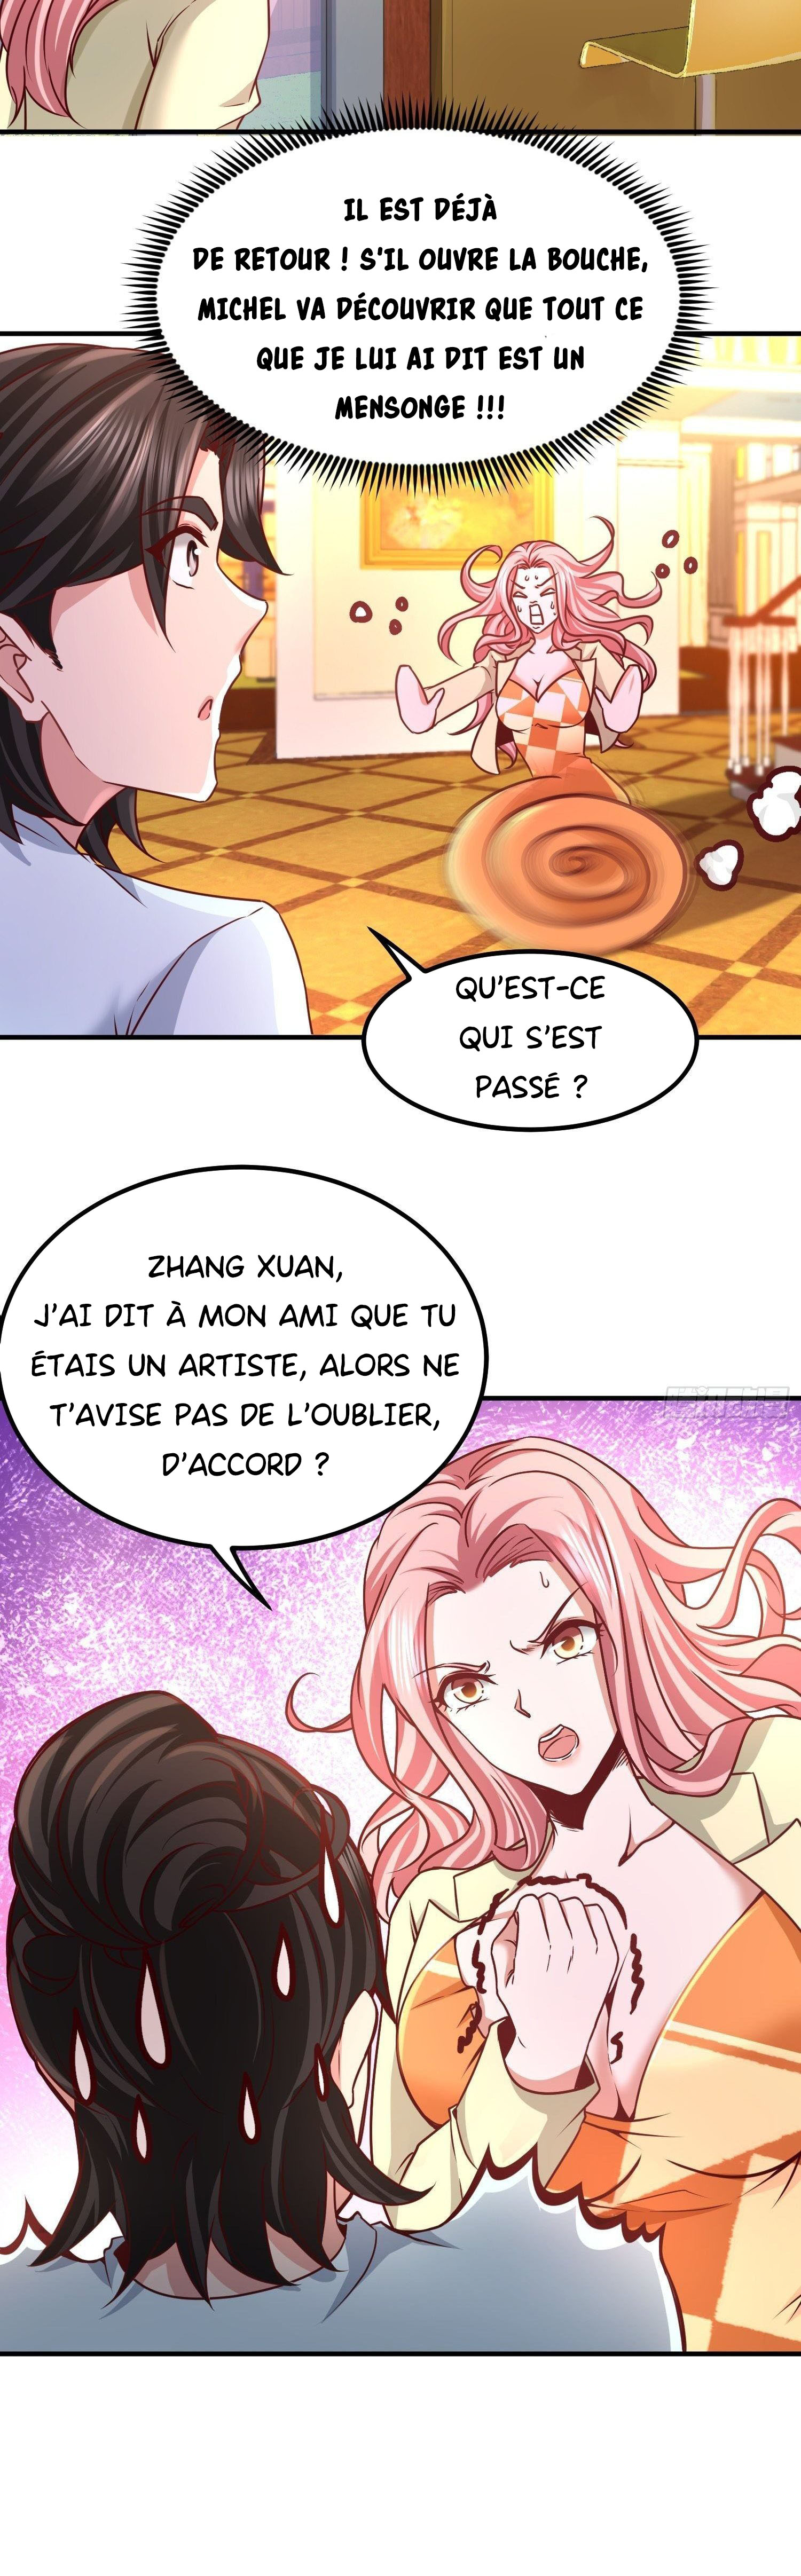 IL EST DÉJÀ
DE RETOUR ! S'IL OUVRE LA BOUCHE,
MICHEL VA DÉCOUVRIR QUE TOUT CE
QUE JE LUI AI DIT EST UN
MENSONGE !!!
QU'EST-CE
QUI S'EST
PASSÉ ?
ZHANG XUAN,
J'AI DIT À MON AMI QUE TU
ÉTAIS UN ARTISTE, ALORS NE
T'AVISE PAS DE L'OUBLIER,
D'ACCORD ?